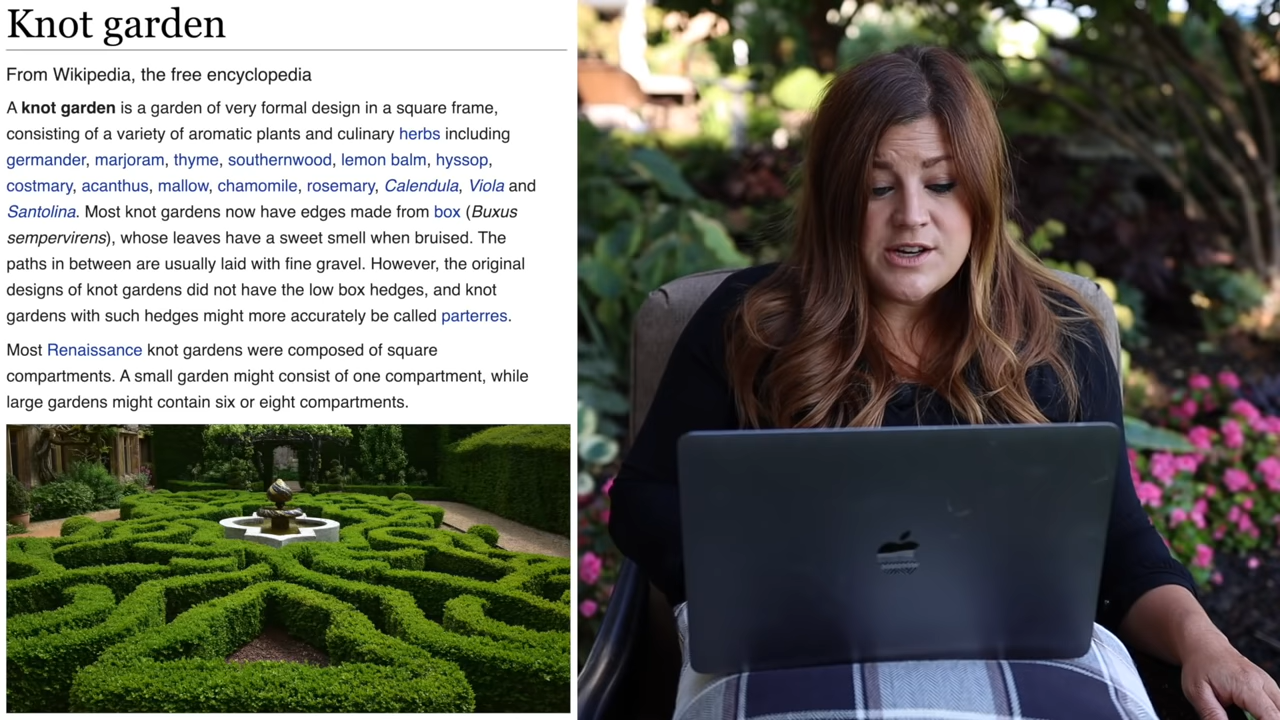 Knot garden
From Wikipedia, the free encyclopedia
A knot garden is a garden of very formal design in a square frame,
consisting of a variety of aromatic plants and culinary herbs including
germander, marjoram, thyme, southernwood, lemon balm, hyssop,
costmary, acanthus, mallow, chamomile, rosemary, Calendula, Viola and
Santolina. Most knot gardens now have edges made from box (Buxus
sempervirens), whose leaves have a sweet smell when bruised. The
paths in between are usually laid with fine gravel. However, the original
designs of knot gardens did not have the low box hedges, and knot
gardens with such hedges might more accurately be called parterres.
Most Renaissance knot gardens were composed of square
compartments. A small garden might consist of one compartment, while
large gardens might contain six or eight compartments.